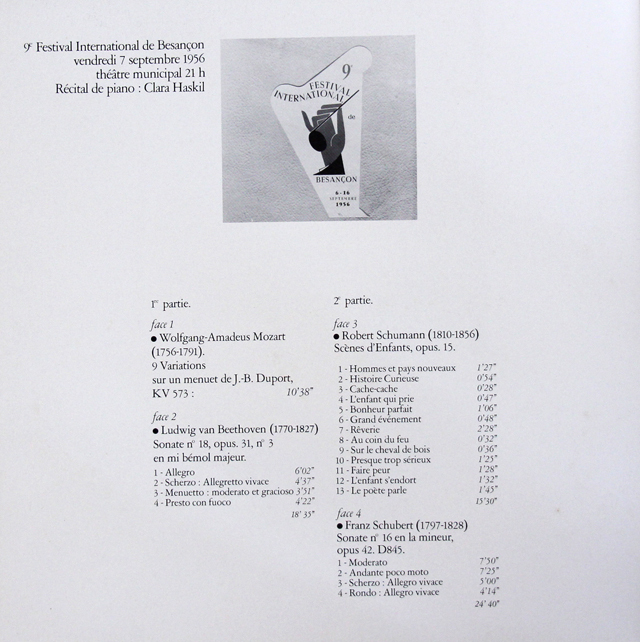 9e Festival International de Besançon
vendredi 7 septembre 1956
théâtre municipal 21 h
Récital de piano : Clara Haskil
9e
FESTIVAL
INTERNATIONAL
de
BESANÇON
6-16
SEPTEMBRE
1956
1re partie.
face 1
● Wolfgang-Amadeus Mozart
(1756-1791).
9 Variations
sur un menuet de J.-B. Duport,
KV 573 : 10'38"
face 2
● Ludwig van Beethoven (1770-1827)
Sonate n° 18, opus. 31, n° 3
en mi bémol majeur.
1 - Allegro 6'02"
2 - Scherzo : Allegretto vivace 4'37"
3 - Menuetto : moderato et gracioso 3'51"
4 - Presto con fuoco 4'22"
18' 35"
2e partie.
face 3
● Robert Schumann (1810-1856)
Scènes d'Enfants, opus. 15.
1 - Hommes et pays nouveaux 1'27"
2 - Histoire Curieuse 0'54"
3 - Cache-cache 0'28"
4 - L'enfant qui prie 0'47"
5 - Bonheur parfait 1'06"
6 - Grand évènement 0'48"
7 - Rêverie 2'28"
8 - Au coin du feu 0'32"
9 - Sur le cheval de bois 0'36"
10 - Presque trop sérieux 1'25"
11 - Faire peur 1'28"
12 - L'enfant s'endort 1'32"
13 - Le poète parle 1'45"
15'30"
face 4
● Franz Schubert (1797-1828)
Sonate n° 16 en la mineur,
opus 42. D845.
1 - Moderato 7'50"
2 - Andante poco moto 7'25"
3 - Scherzo : Allegro vivace 5'00"
4 - Rondo : Allegro vivace 4'14"
24' 40"